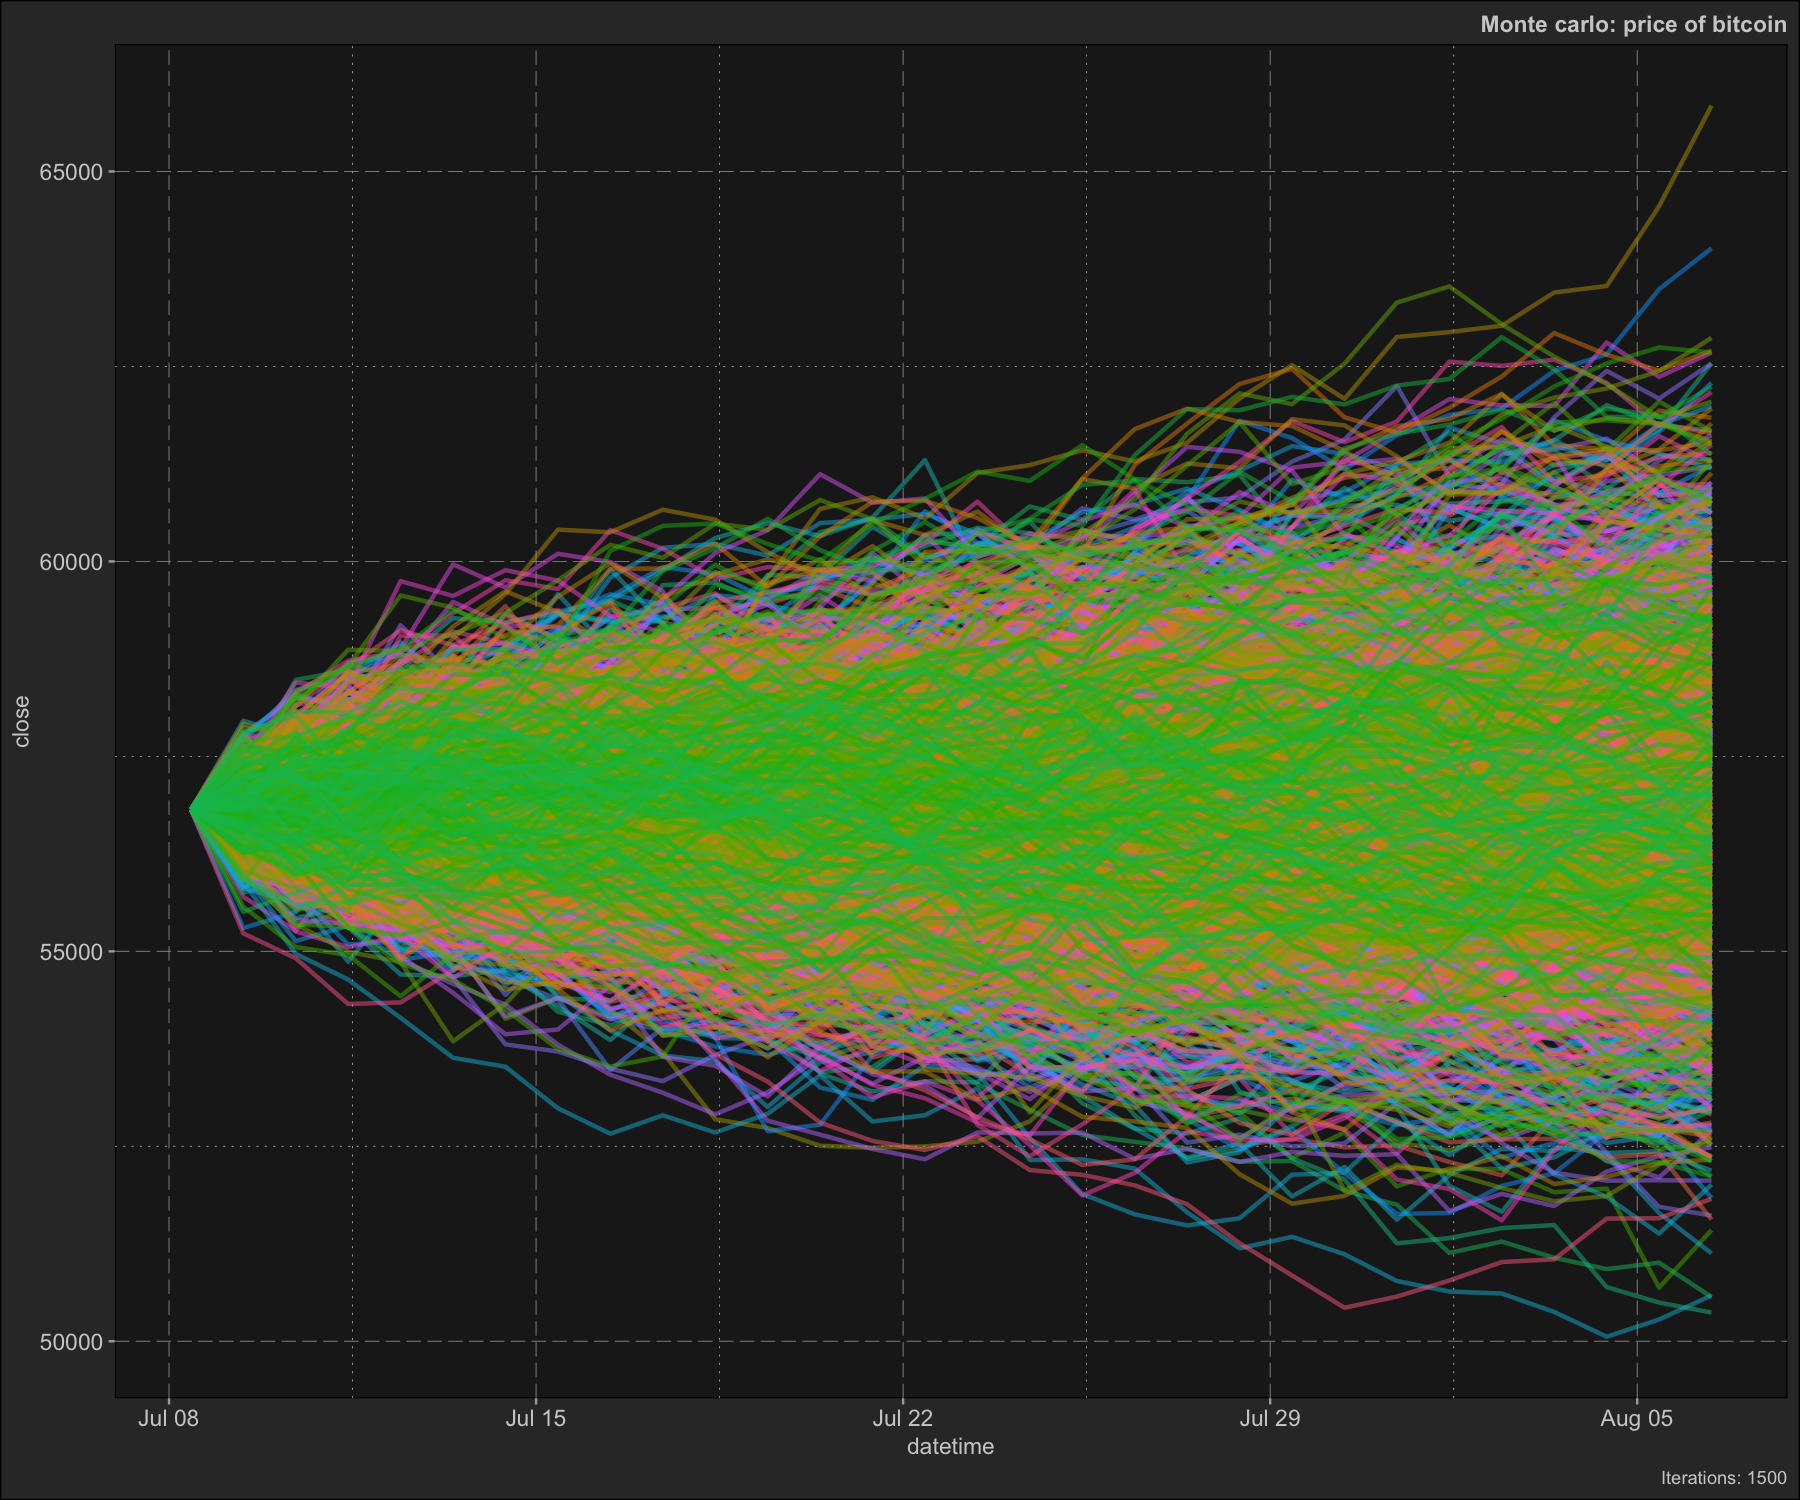 Monte carlo: price of bitcoin
65000
60000
55000
50000
close
Jul 08 Jul 15 Jul 22 Jul 29 Aug 05
datetime
Iterations: 1500